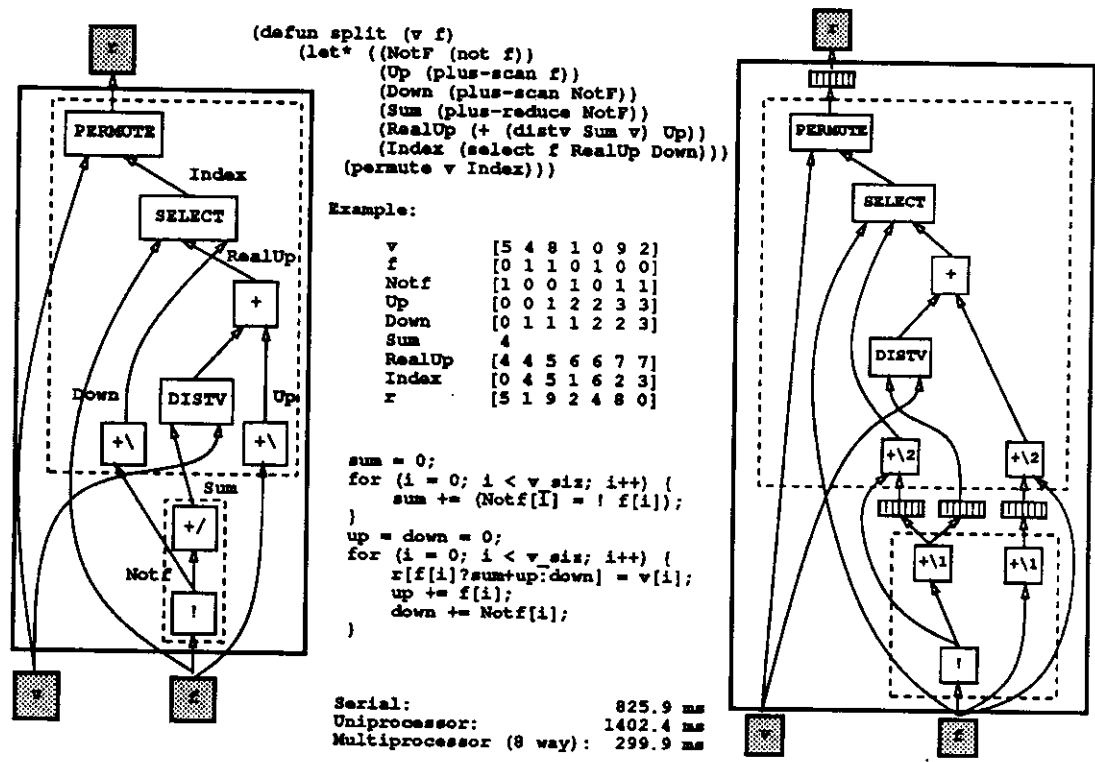 r
PERMUTE
Index
SELECT
RealUp
+
Down
DISTV
Up
+\
+\
Sum
+/
Notf
!
v
f
(defun split (v f)
(let* ((NotF (not f))
(Up (plus-scan f))
(Down (plus-scan NotF))
(Sum (plus-reduce NotF))
(RealUp (+ (distv Sum v) Up))
(Index (select f RealUp Down)))
(permute v Index)))
Example:
v [5 4 8 1 0 9 2]
f [0 1 1 0 1 0 0]
Notf [1 0 0 1 0 1 1]
Up [0 0 1 2 2 3 3]
Down [0 1 1 1 2 2 3]
Sum 4
RealUp [4 4 5 6 6 7 7]
Index [0 4 5 1 6 2 3]
r [5 1 9 2 4 8 0]
sum = 0;
for (i = 0; i < v_siz; i++) {
sum += (Notf[i] = ! f[i]);
}
up = down = 0;
for (i = 0; i < v_siz; i++) {
r[f[i]?sum+up:down] = v[i];
up += f[i];
down += Notf[i];
}
Serial: 825.9 ms
Uniprocessor: 1402.4 ms
Multiprocessor (8 way): 299.9 ms
r
PERMUTE
SELECT
+
DISTV
+\2
+\2
+\1
+\1
!
v
f